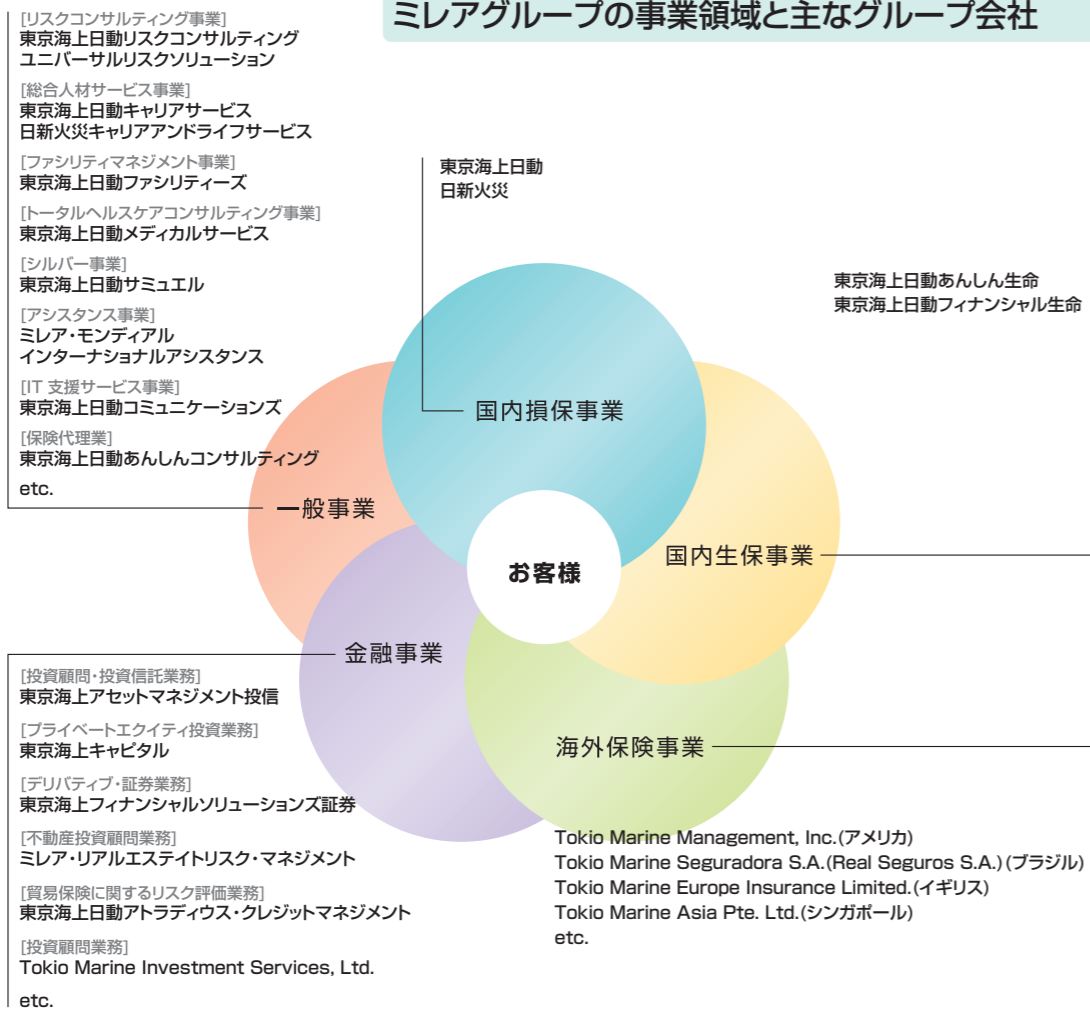 ミレアグループの事業領域と主なグループ会社
[リスクコンサルティング事業]
東京海上日動リスクコンサルティング
ユニバーサルリスクソリューション
[総合人材サービス事業]
東京海上日動キャリアサービス
日新火災キャリアアンドライフサービス
[ファシリティマネジメント事業]
東京海上日動ファシリティーズ
[トータルヘルスケアコンサルティング事業]
東京海上日動メディカルサービス
[シルバー事業]
東京海上日動サミュエル
[アシスタンス事業]
ミレア・モンディアル
インターナショナルアシスタンス
[IT 支援サービス事業]
東京海上日動コミュニケーションズ
[保険代理業]
東京海上日動あんしんコンサルティング
etc.
一般事業
東京海上日動
日新火災
国内損保事業
東京海上日動あんしん生命
東京海上日動フィナンシャル生命
国内生保事業
お客様
金融事業
[投資顧問・投資信託業務]
東京海上アセットマネジメント投信
[プライベートエクイティ投資業務]
東京海上キャピタル
[デリバティブ・証券業務]
東京海上フィナンシャルソリューションズ証券
[不動産投資顧問業務]
ミレア・リアルエステイトリスク・マネジメント
[貿易保険に関するリスク評価業務]
東京海上日動アトラディウス・クレジットマネジメント
[投資顧問業務]
Tokio Marine Investment Services, Ltd.
etc.
海外保険事業
Tokio Marine Management, Inc.(アメリカ)
Tokio Marine Seguradora S.A.(Real Seguros S.A.)(ブラジル)
Tokio Marine Europe Insurance Limited.(イギリス)
Tokio Marine Asia Pte. Ltd.(シンガポール)
etc.